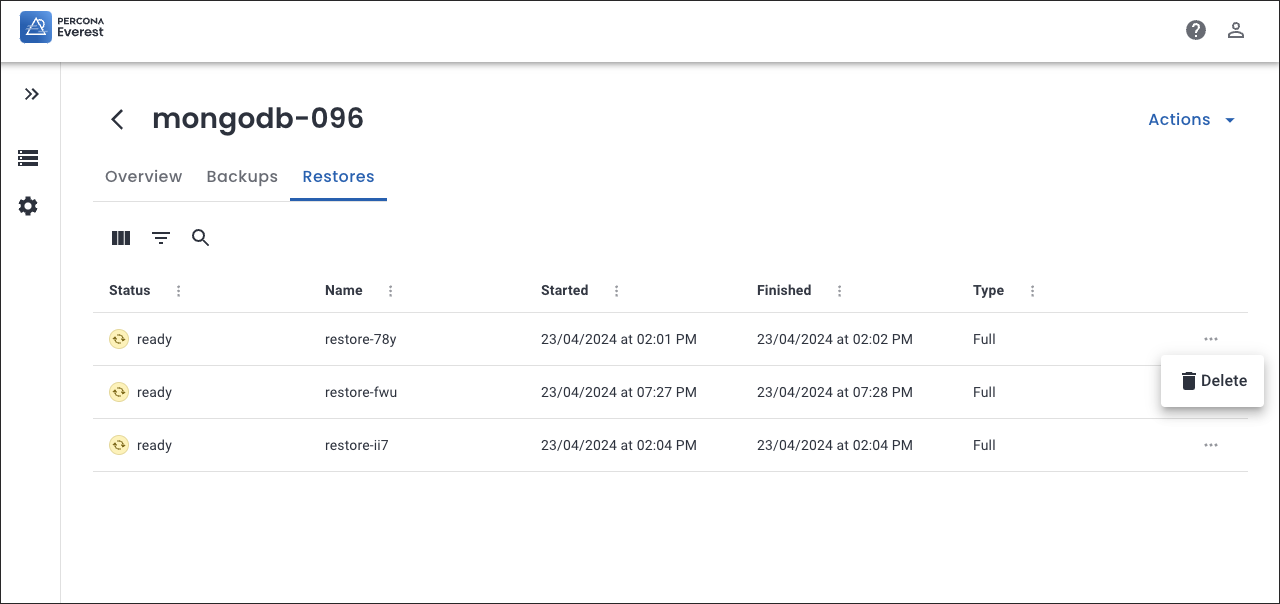 PERCONA
Everest
mongodb-096
Actions
Overview Backups Restores
Status Name Started Finished Type
ready restore-78y 23/04/2024 at 02:01 PM 23/04/2024 at 02:02 PM Full
Delete
ready restore-fwu 23/04/2024 at 07:27 PM 23/04/2024 at 07:28 PM Full
ready restore-ii7 23/04/2024 at 02:04 PM 23/04/2024 at 02:04 PM Full